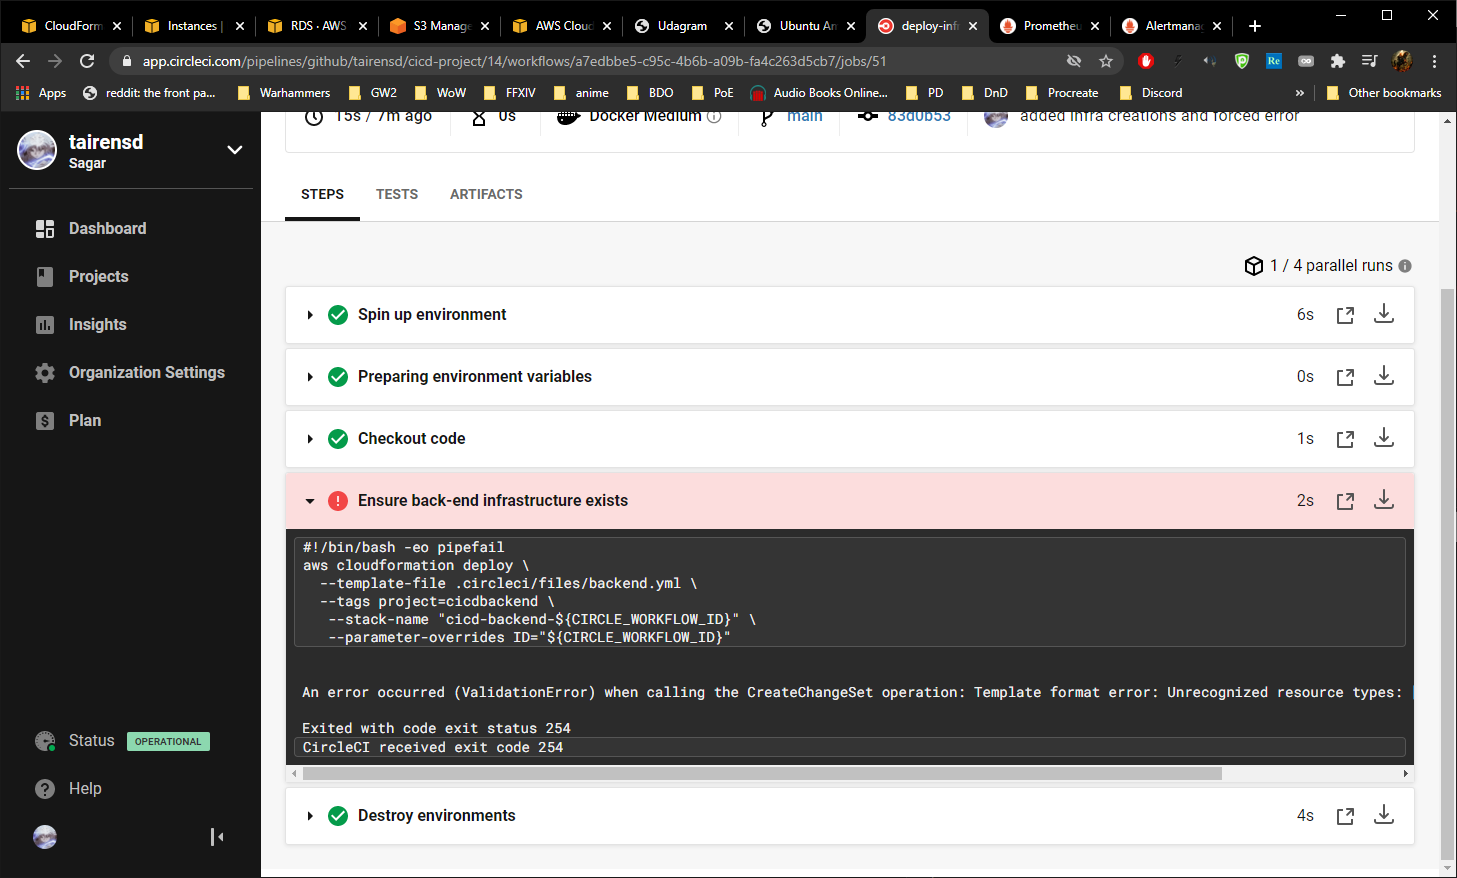 CloudForm
Instances |
RDS · AWS
S3 Manage
AWS Cloud
Udagram
Ubuntu An
deploy-infr
Prometheu
Alertmana
app.circleci.com/pipelines/github/tairensd/cicd-project/14/workflows/a7edbbe5-c95c-4b6b-a09b-fa4c263d5cb7/jobs/51
Apps
reddit: the front pa...
Warhammers
GW2
WoW
FFXIV
anime
BDO
PoE
Audio Books Online...
PD
DnD
Procreate
Discord
»
Other bookmarks
tairensd
Sagar
Dashboard
Projects
Insights
Organization Settings
Plan
Status
OPERATIONAL
Help
15s / 7m ago
0s
Docker Medium
main
83d0b53
added infra creations and forced error
STEPS
TESTS
ARTIFACTS
1 / 4 parallel runs
Spin up environment
6s
Preparing environment variables
0s
Checkout code
1s
Ensure back-end infrastructure exists
2s
#!/bin/bash -eo pipefail
aws cloudformation deploy \
--template-file .circleci/files/backend.yml \
--tags project=cicdbackend \
--stack-name "cicd-backend-${CIRCLE_WORKFLOW_ID}" \
--parameter-overrides ID="${CIRCLE_WORKFLOW_ID}"
An error occurred (ValidationError) when calling the CreateChangeSet operation: Template format error: Unrecognized resource types:
Exited with code exit status 254
CircleCI received exit code 254
Destroy environments
4s